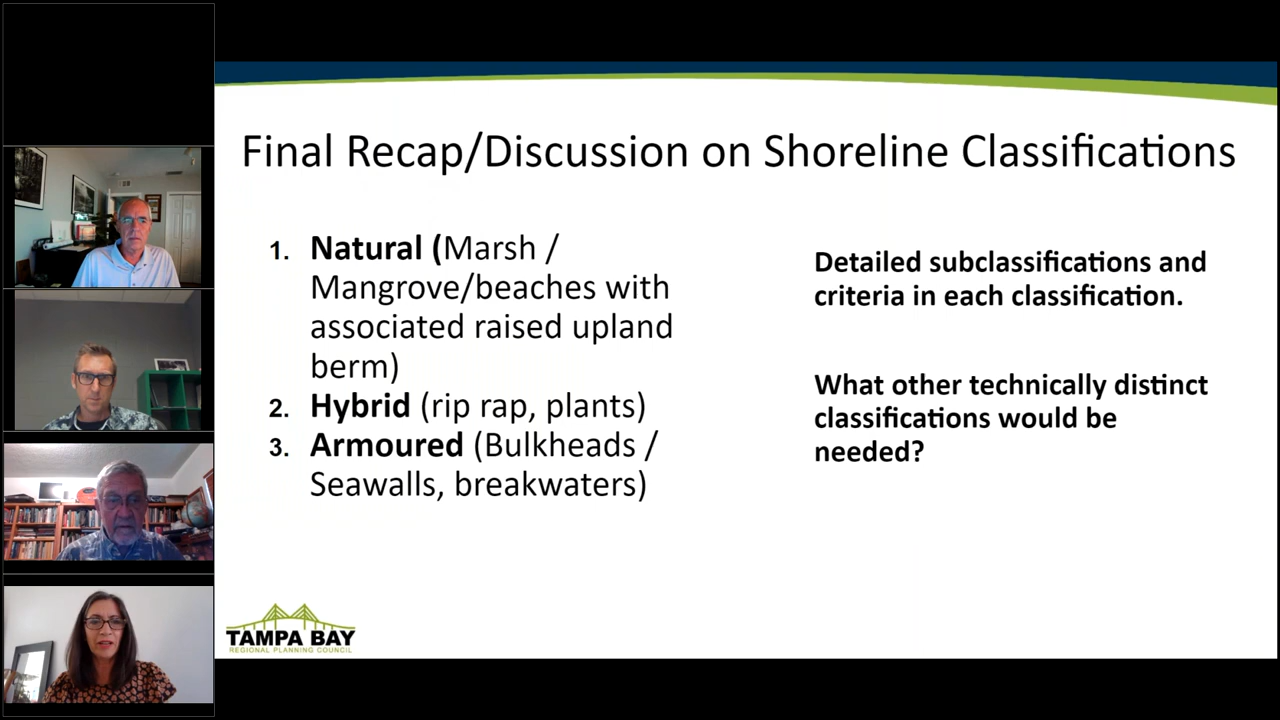 Final Recap/Discussion on Shoreline Classifications
1. Natural (Marsh /
Mangrove/beaches with
associated raised upland
berm)
2. Hybrid (rip rap, plants)
3. Armoured (Bulkheads /
Seawalls, breakwaters)
Detailed subclassifications and
criteria in each classification.
What other technically distinct
classifications would be
needed?
TAMPA BAY
REGIONAL PLANNING COUNCIL